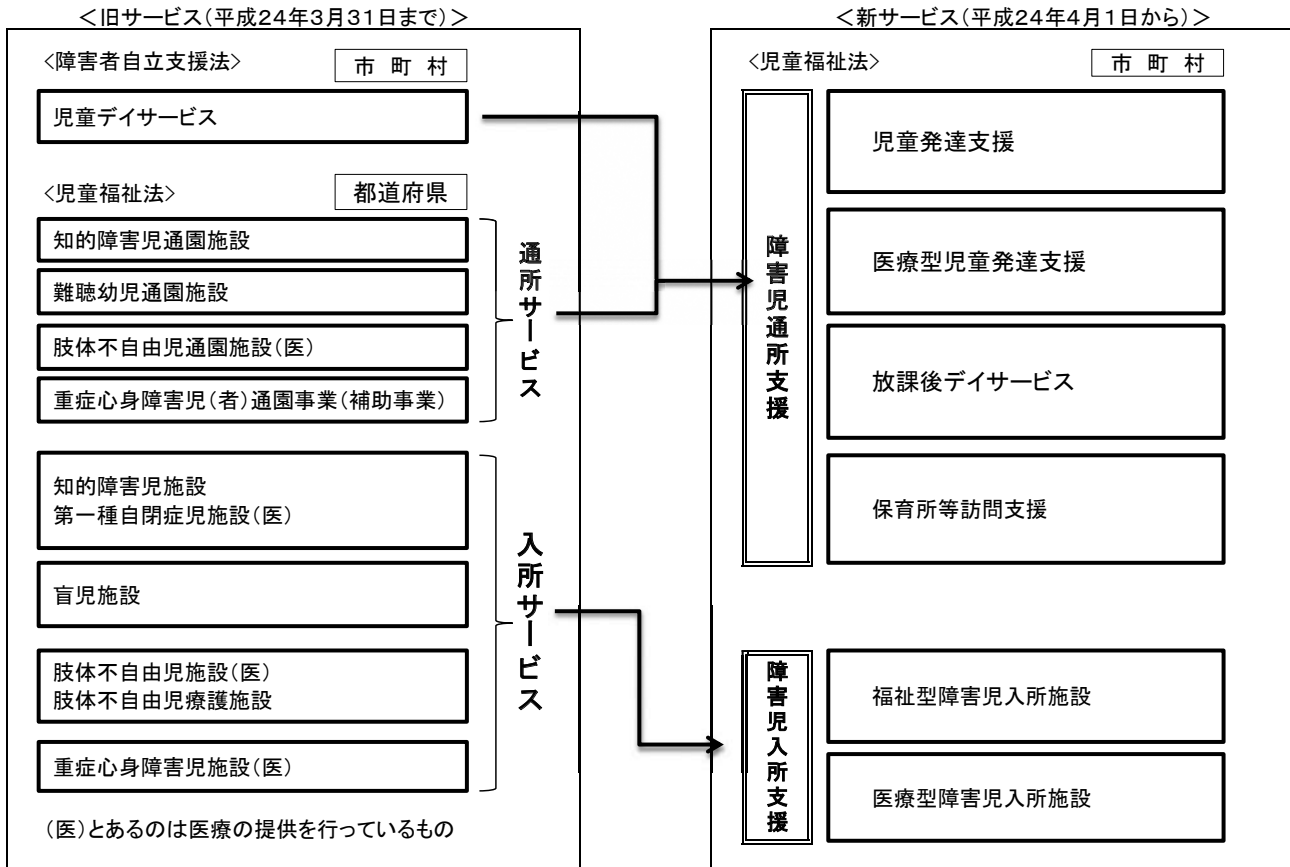 ＜旧サービス（平成２４年３月３１日まで）＞
〈障害者自立支援法〉
市 町 村
児童デイサービス
〈児童福祉法〉
都道府県
知的障害児通園施設
難聴幼児通園施設
肢体不自由児通園施設（医）
重症心身障害児（者）通園事業（補助事業）
通所サービス
知的障害児施設
第一種自閉症児施設（医）
盲児施設
肢体不自由児施設（医）
肢体不自由児療護施設
重症心身障害児施設（医）
入所サービス
（医）とあるのは医療の提供を行っているもの
＜新サービス（平成２４年４月１日から）＞
〈児童福祉法〉
市 町 村
障害児通所支援
児童発達支援
医療型児童発達支援
放課後デイサービス
保育所等訪問支援
障害児入所支援
福祉型障害児入所施設
医療型障害児入所施設